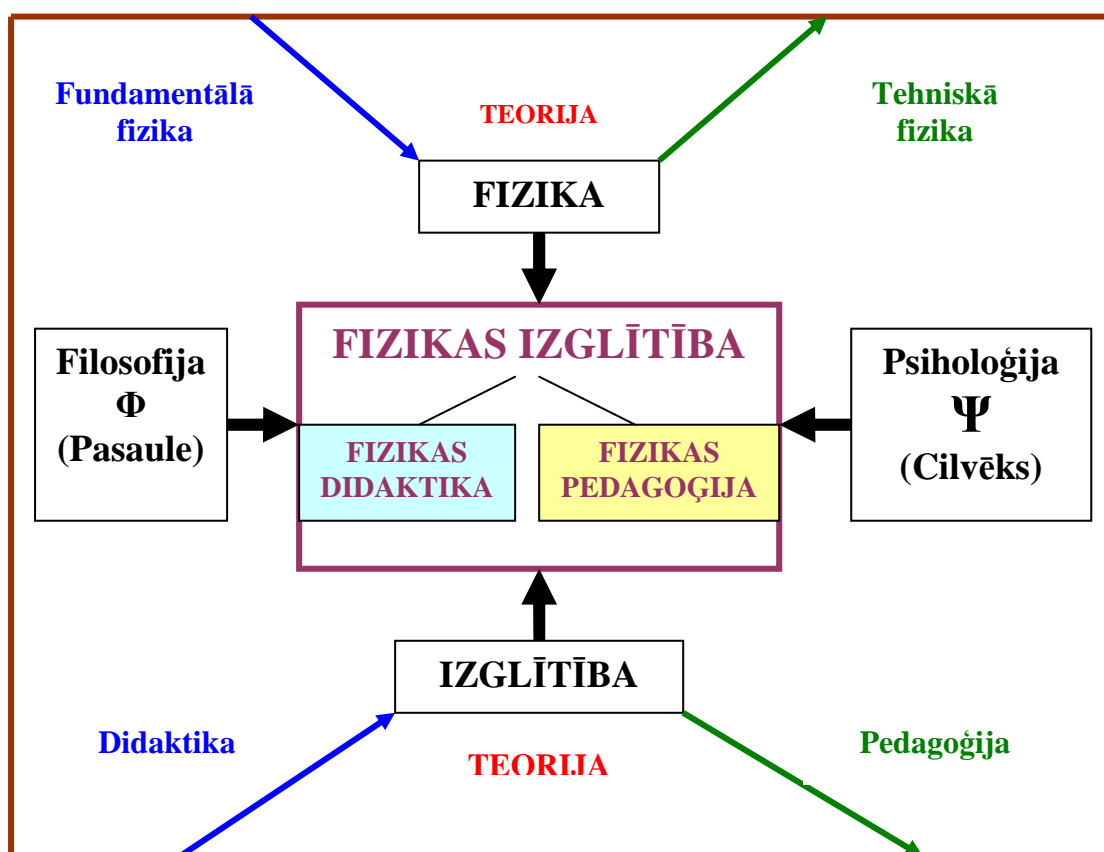 Fundamentālā
fizika
TEORIJA
Tehniskā
fizika
FIZIKA
FIZIKAS IZGLĪTĪBA
Filosofija
Φ
(Pasaule)
FIZIKAS
DIDAKTIKA
FIZIKAS
PEDAGOĢIJA
Psiholoģija
Ψ
(Cilvēks)
IZGLĪTĪBA
Didaktika
TEORIJA
Pedagoģija